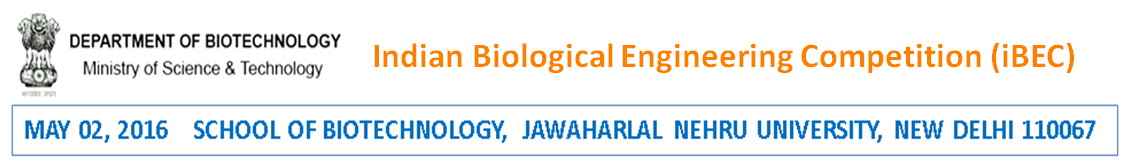 DEPARTMENT OF BIOTECHNOLOGY
Ministry of Science & Technology
Indian Biological Engineering Competition (iBEC)
MAY 02, 2016 SCHOOL OF BIOTECHNOLOGY, JAWAHARLAL NEHRU UNIVERSITY, NEW DELHI 110067